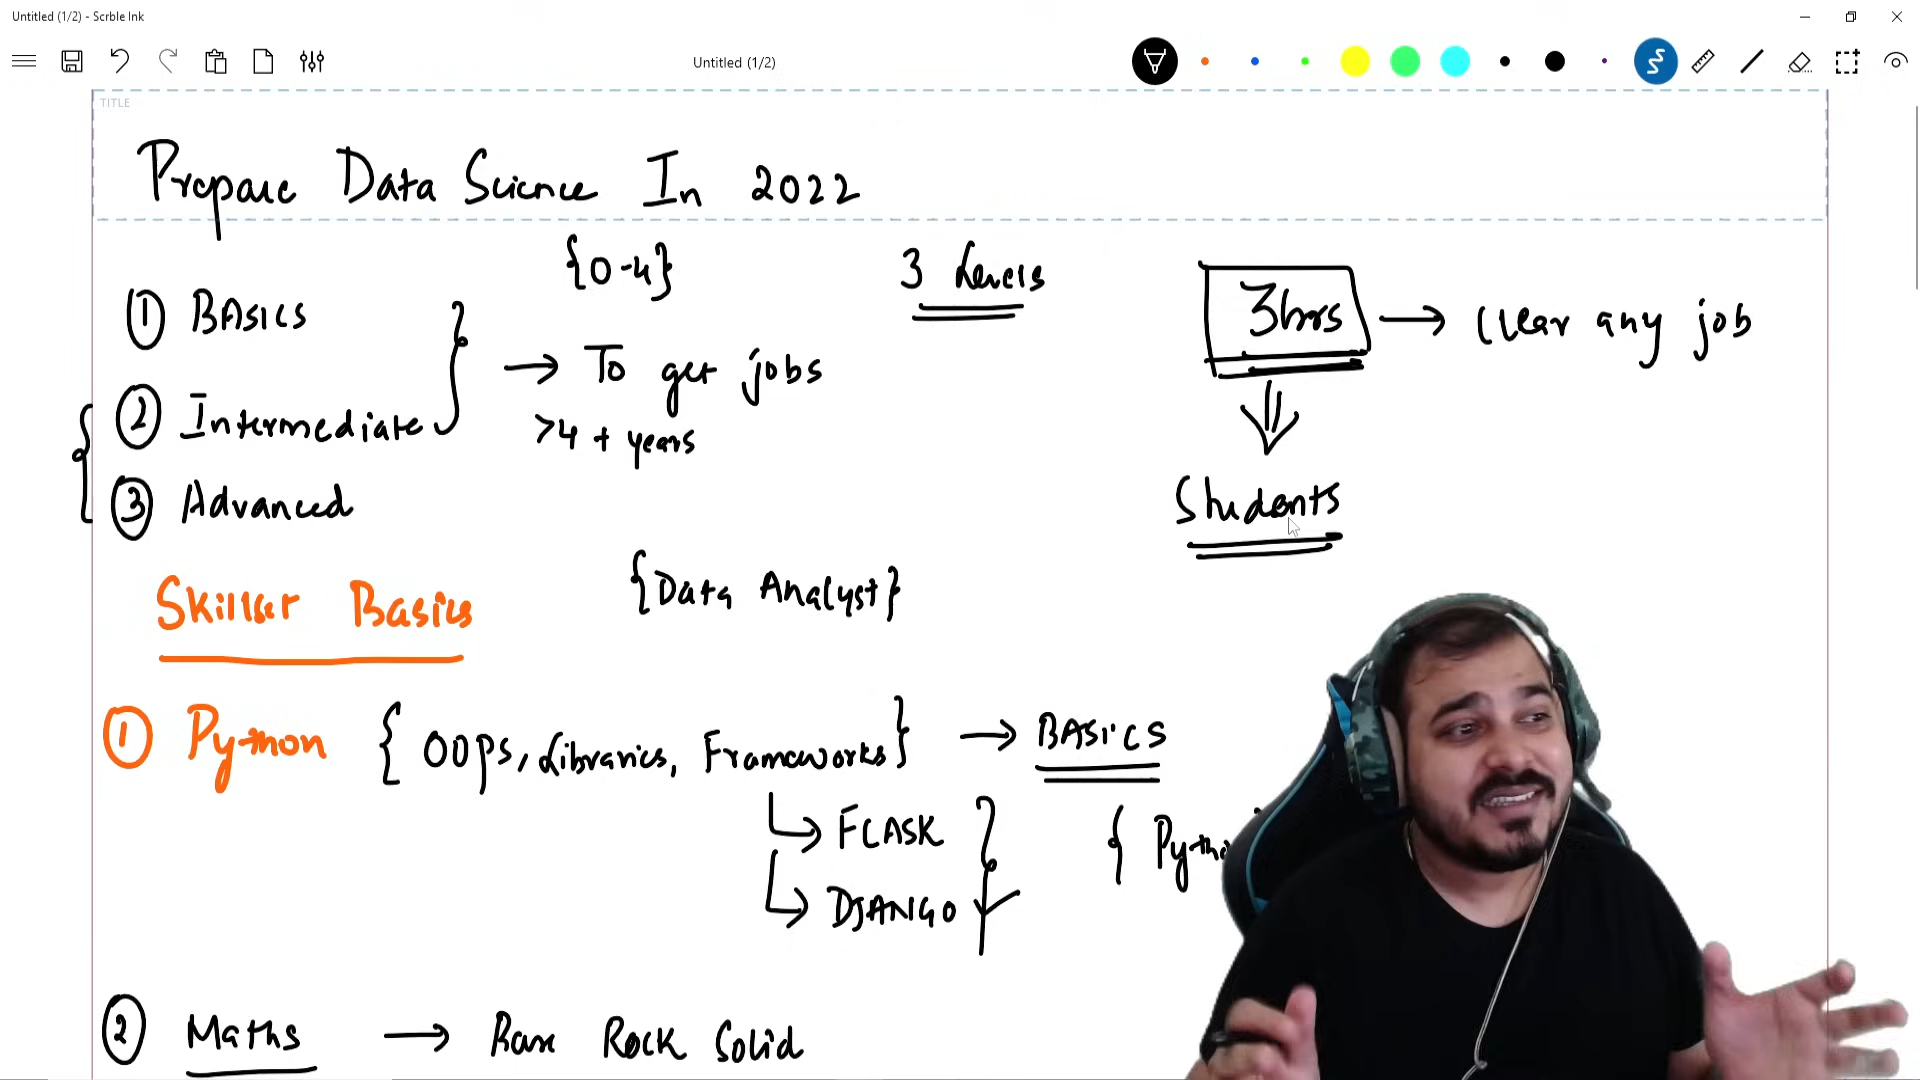 Untitled (1/2) - Scrble Ink
Untitled (1/2)
TITLE
Prepare Data Science In 2022
{0-4}
3 Levels
① BASICS
3hrs → Clear any job
→ To get jobs
② Intermediate
>4 + years
③ Advanced
Students
{Data Analyst}
Skillset Basics
① Python { OOPS, Libraries, Frameworks} → BASICS
FLASK
{ Pytho
DJANGO
② Maths → Rock Solid